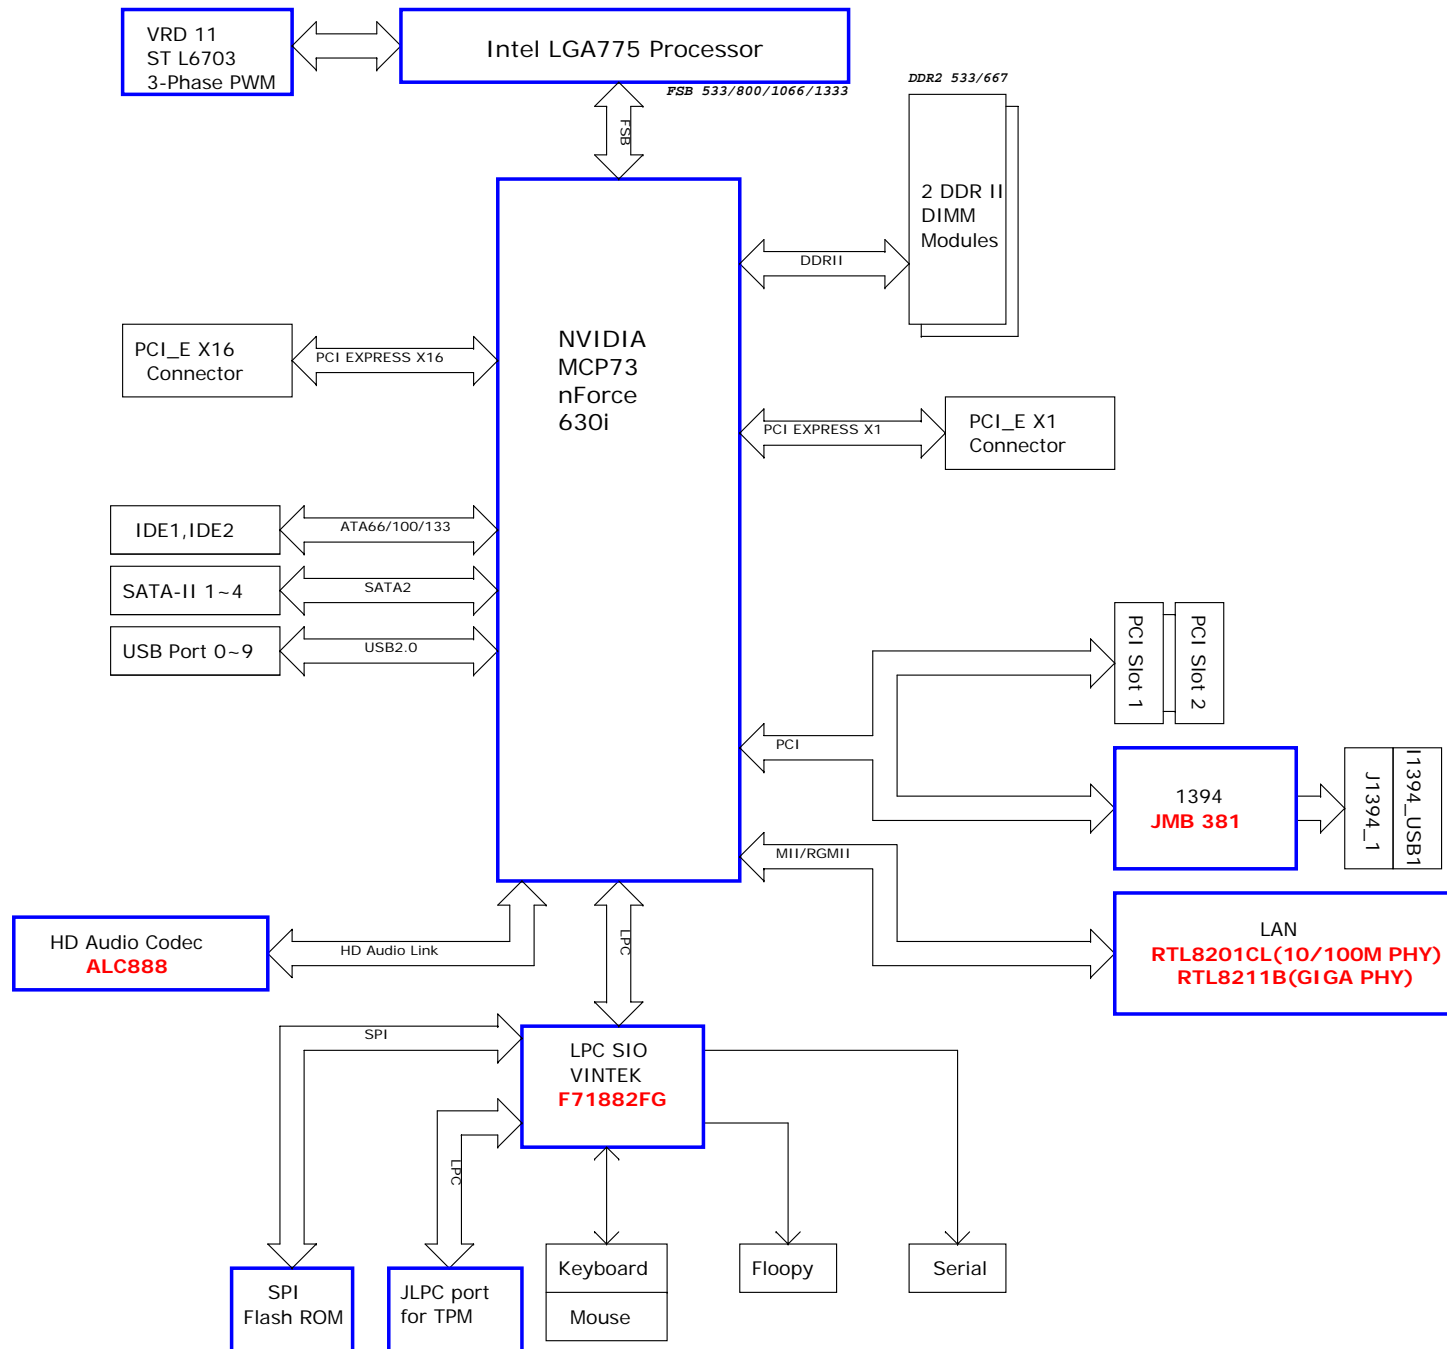 VRD 11
ST L6703
3-Phase PWM
Intel LGA775 Processor
FSB 533/800/1066/1333
DDR2 533/667
FSB
2 DDR II
DIMM
Modules
DDRII
NVIDIA
MCP73
nForce
630i
PCI_E X16
Connector
PCI EXPRESS X16
PCI EXPRESS X1
PCI_E X1
Connector
IDE1,IDE2
ATA66/100/133
SATA-II 1~4
SATA2
USB Port 0~9
USB2.0
PCI Slot 1
PCI Slot 2
PCI
1394
JMB 381
J1394_1
I1394_USB1
MII/RGMII
LAN
RTL8201CL(10/100M PHY)
RTL8211B(GIGA PHY)
HD Audio Codec
ALC888
HD Audio Link
LPC
SPI
LPC SIO
VINTEK
F71882FG
LPC
SPI
Flash ROM
JLPC port
for TPM
Keyboard
Mouse
Floopy
Serial